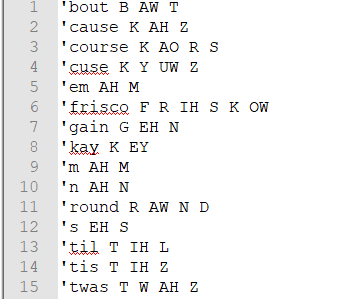 1 'bout B AW T
2 'cause K AH Z
3 'course K AO R S
4 'cuse K Y UW Z
5 'em AH M
6 'frisco F R IH S K OW
7 'gain G EH N
8 'kay K EY
9 'm AH M
10 'n AH N
11 'round R AW N D
12 's EH S
13 'til T IH L
14 'tis T IH Z
15 'twas T W AH Z